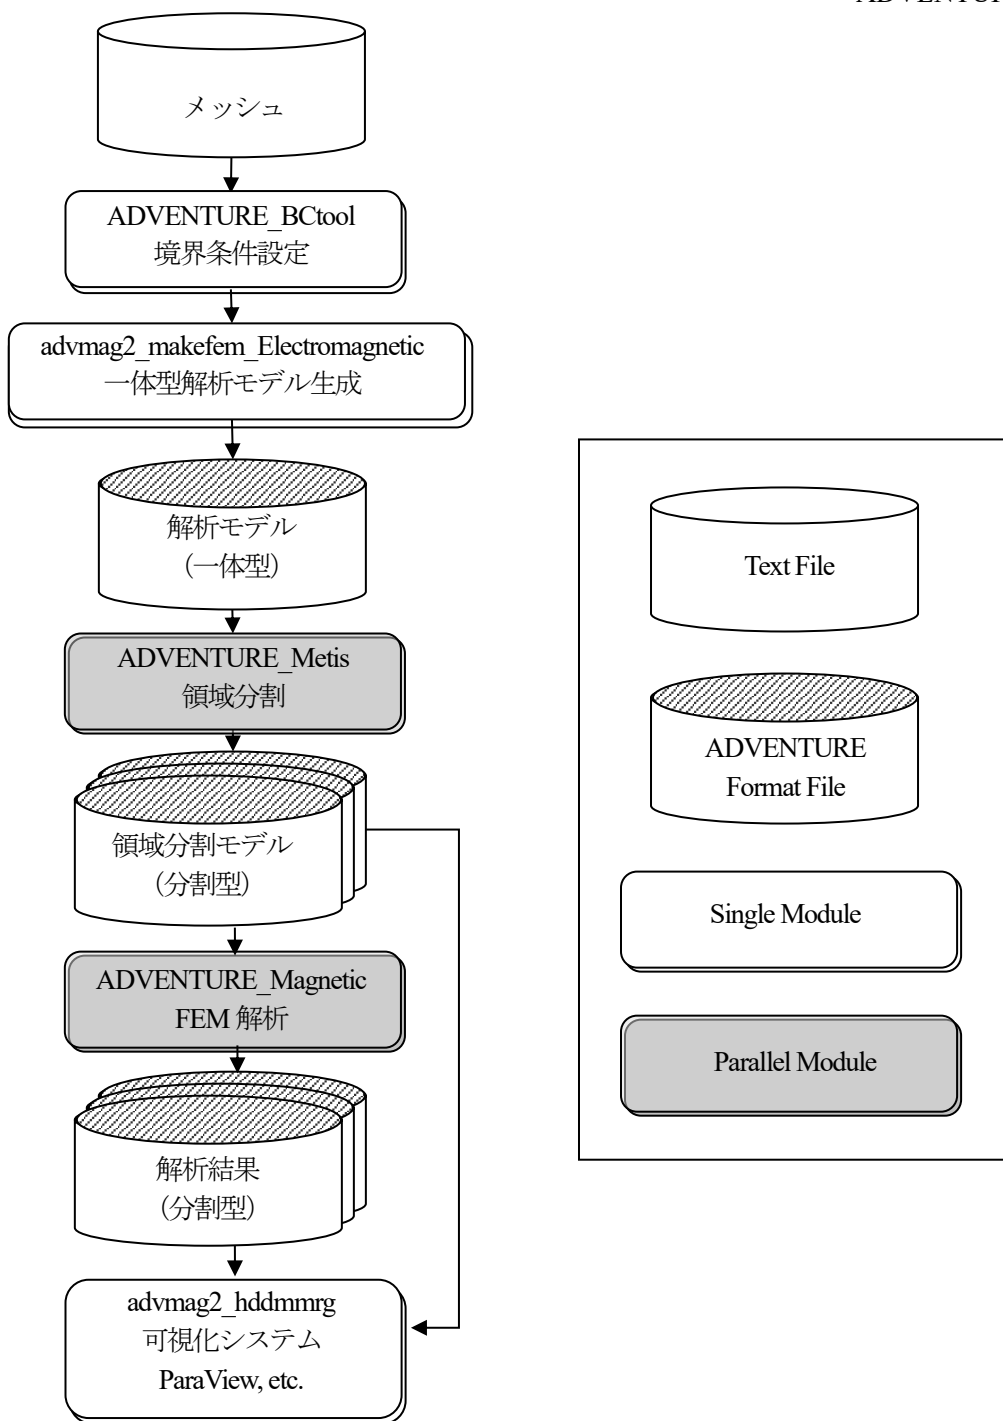 メッシュ
ADVENTURE_BCtool
境界条件設定
advmag2_makefem_Electromagnetic
一体型解析モデル生成
解析モデル
(一体型)
ADVENTURE_Metis
領域分割
領域分割モデル
(分割型)
ADVENTURE_Magnetic
FEM 解析
解析結果
(分割型)
advmag2_hddmmrg
可視化システム
ParaView, etc.
Text File
ADVENTURE
Format File
Single Module
Parallel Module